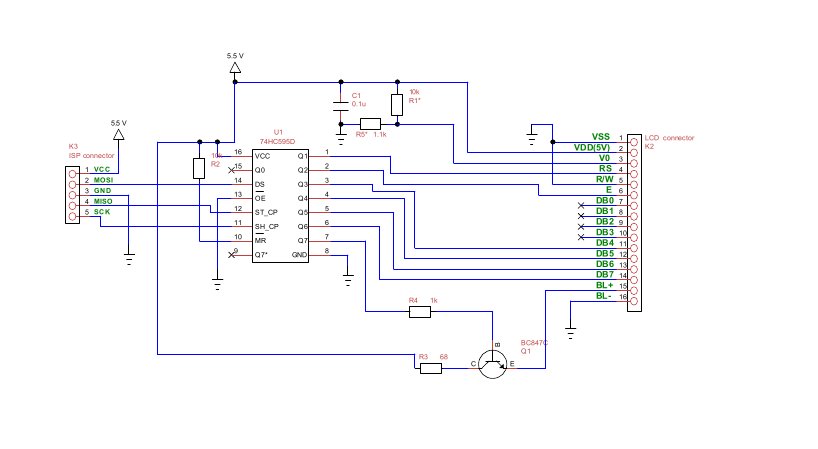 5.5 V
5.5 V
C1
0.1u
10k
R1*
R5* 1.1k
K3
ISP connector
1 VCC
2 MOSI
3 GND
4 MISO
5 SCK
U1
74HC595D
10k
R2
16 VCC Q1 1
15 Q0 Q2 2
14 DS Q3 3
13 OE Q4 4
12 ST_CP Q5 5
11 SH_CP Q6 6
10 MR Q7 7
9 Q7* GND 8
LCD connector
K2
VSS 1
VDD(5V) 2
V0 3
RS 4
R/W 5
E 6
DB0 7
DB1 8
DB2 9
DB3 10
DB4 11
DB5 12
DB6 13
DB7 14
BL+ 15
BL- 16
R4 1k
R3 68
C B E
BC847C
Q1